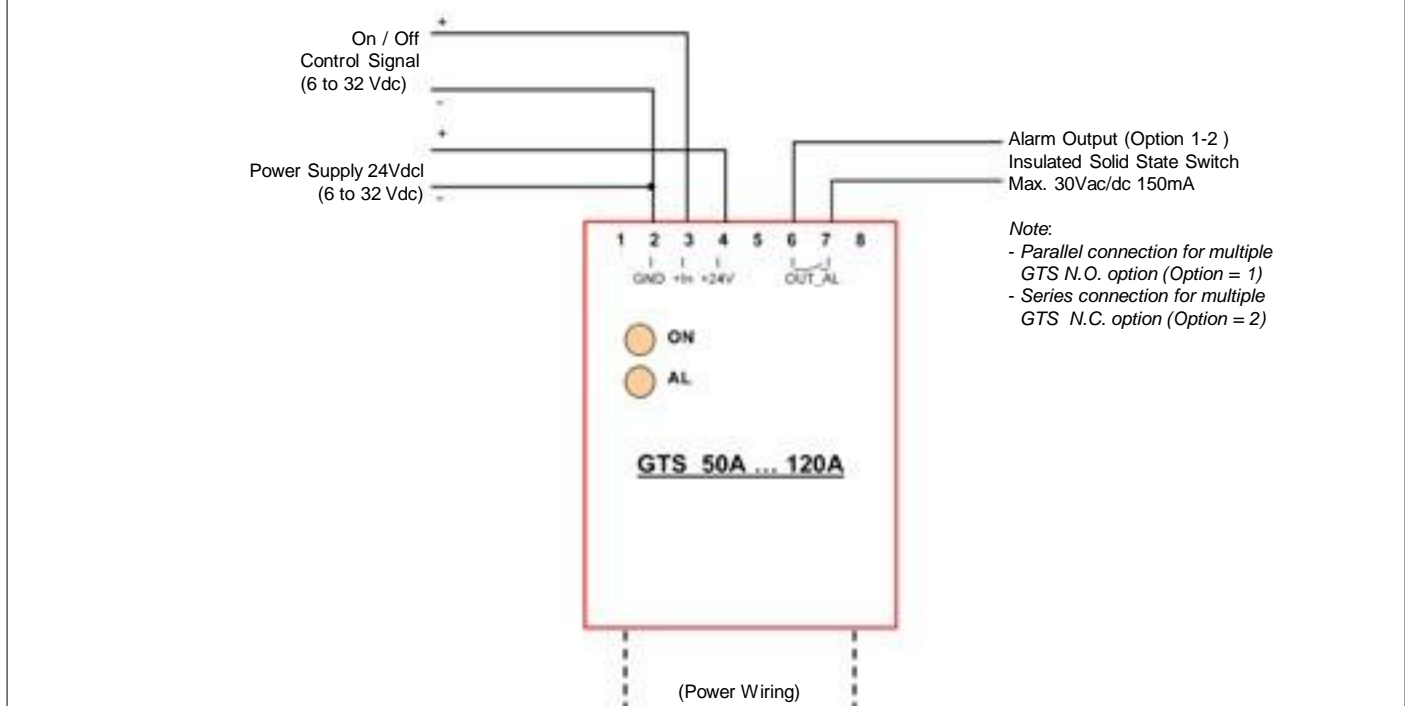 +
On / Off
Control Signal
(6 to 32 Vdc)
-
+
Power Supply 24Vdcl
(6 to 32 Vdc)
-
Alarm Output (Option 1-2 )
Insulated Solid State Switch
Max. 30Vac/dc 150mA
Note:
- Parallel connection for multiple
GTS N.O. option (Option = 1)
- Series connection for multiple
GTS N.C. option (Option = 2)
1 2 3 4 5 6 7 8
GND +In +24V OUT_AL
ON
AL
GTS 50A ... 120A
(Power Wiring)